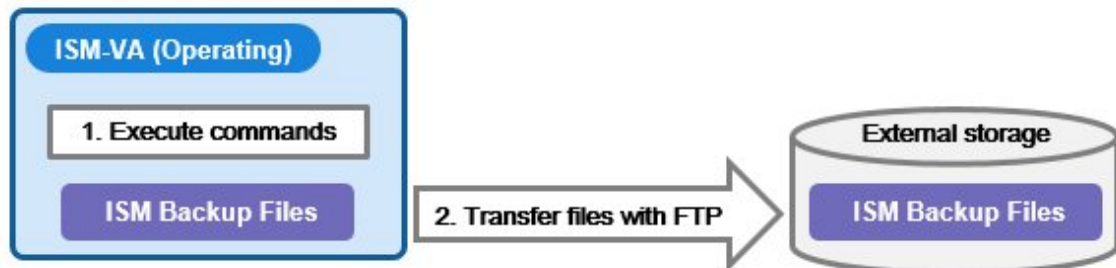 ISM-VA (Operating)
1. Execute commands
ISM Backup Files
2. Transfer files with FTP
External storage
ISM Backup Files